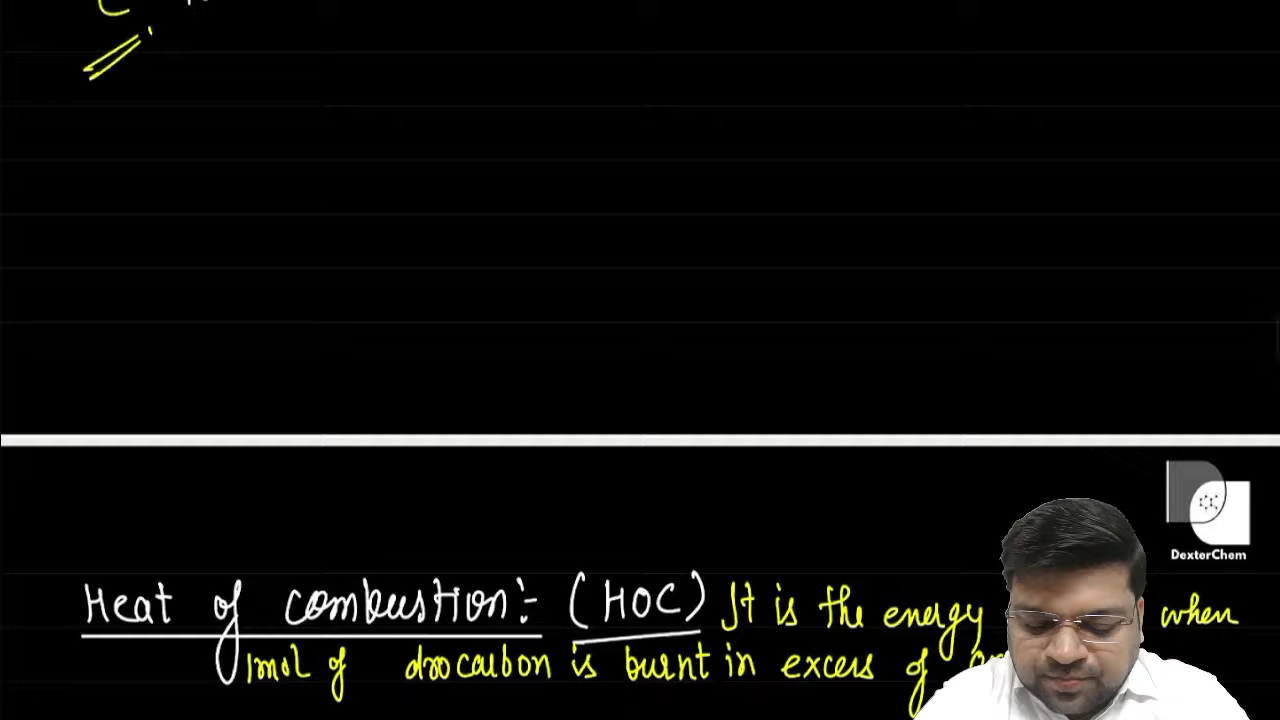 DexterChem
Heat of combustion:- (HOC) It is the energy when
1mol of drocarbon is burnt in excess of